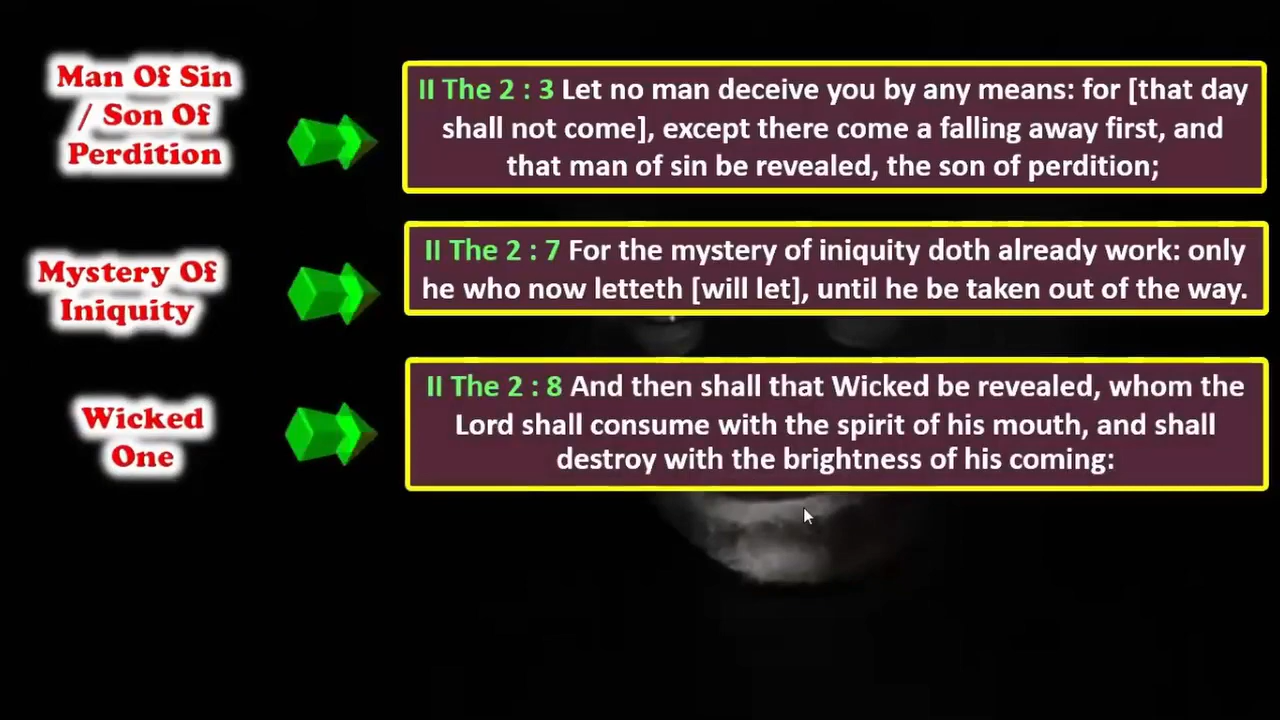 Man Of Sin
/ Son Of
Perdition
II The 2 : 3 Let no man deceive you by any means: for [that day
shall not come], except there come a falling away first, and
that man of sin be revealed, the son of perdition;
Mystery Of
Iniquity
II The 2 : 7 For the mystery of iniquity doth already work: only
he who now letteth [will let], until he be taken out of the way.
Wicked
One
II The 2 : 8 And then shall that Wicked be revealed, whom the
Lord shall consume with the spirit of his mouth, and shall
destroy with the brightness of his coming: